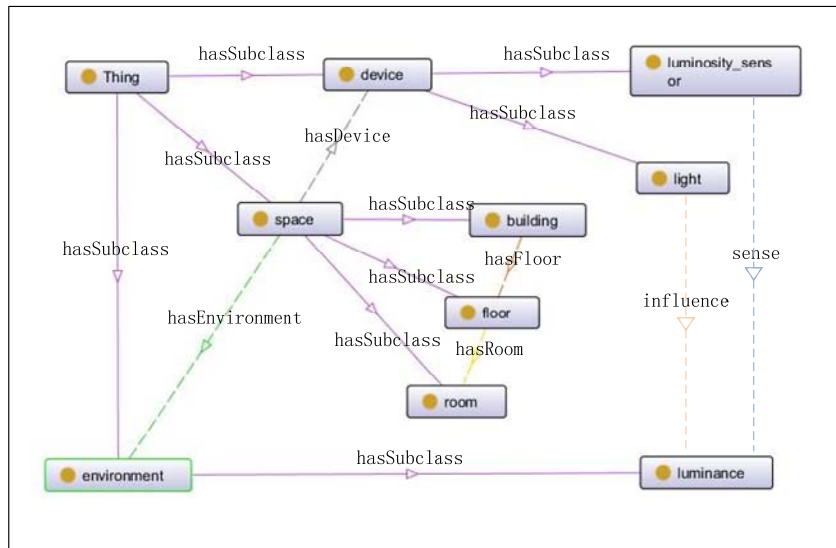 hasSubclass
hasSubclass
Thing
device
luminosity_sens
or
hasSubclass
hasDevice
hasSubclass
light
hasSubclass
space
building
hasSubclass
sense
hasFloor
hasSubclass
influence
hasEnvironment
floor
hasSubclass
hasRoom
room
hasSubclass
environment
luminance